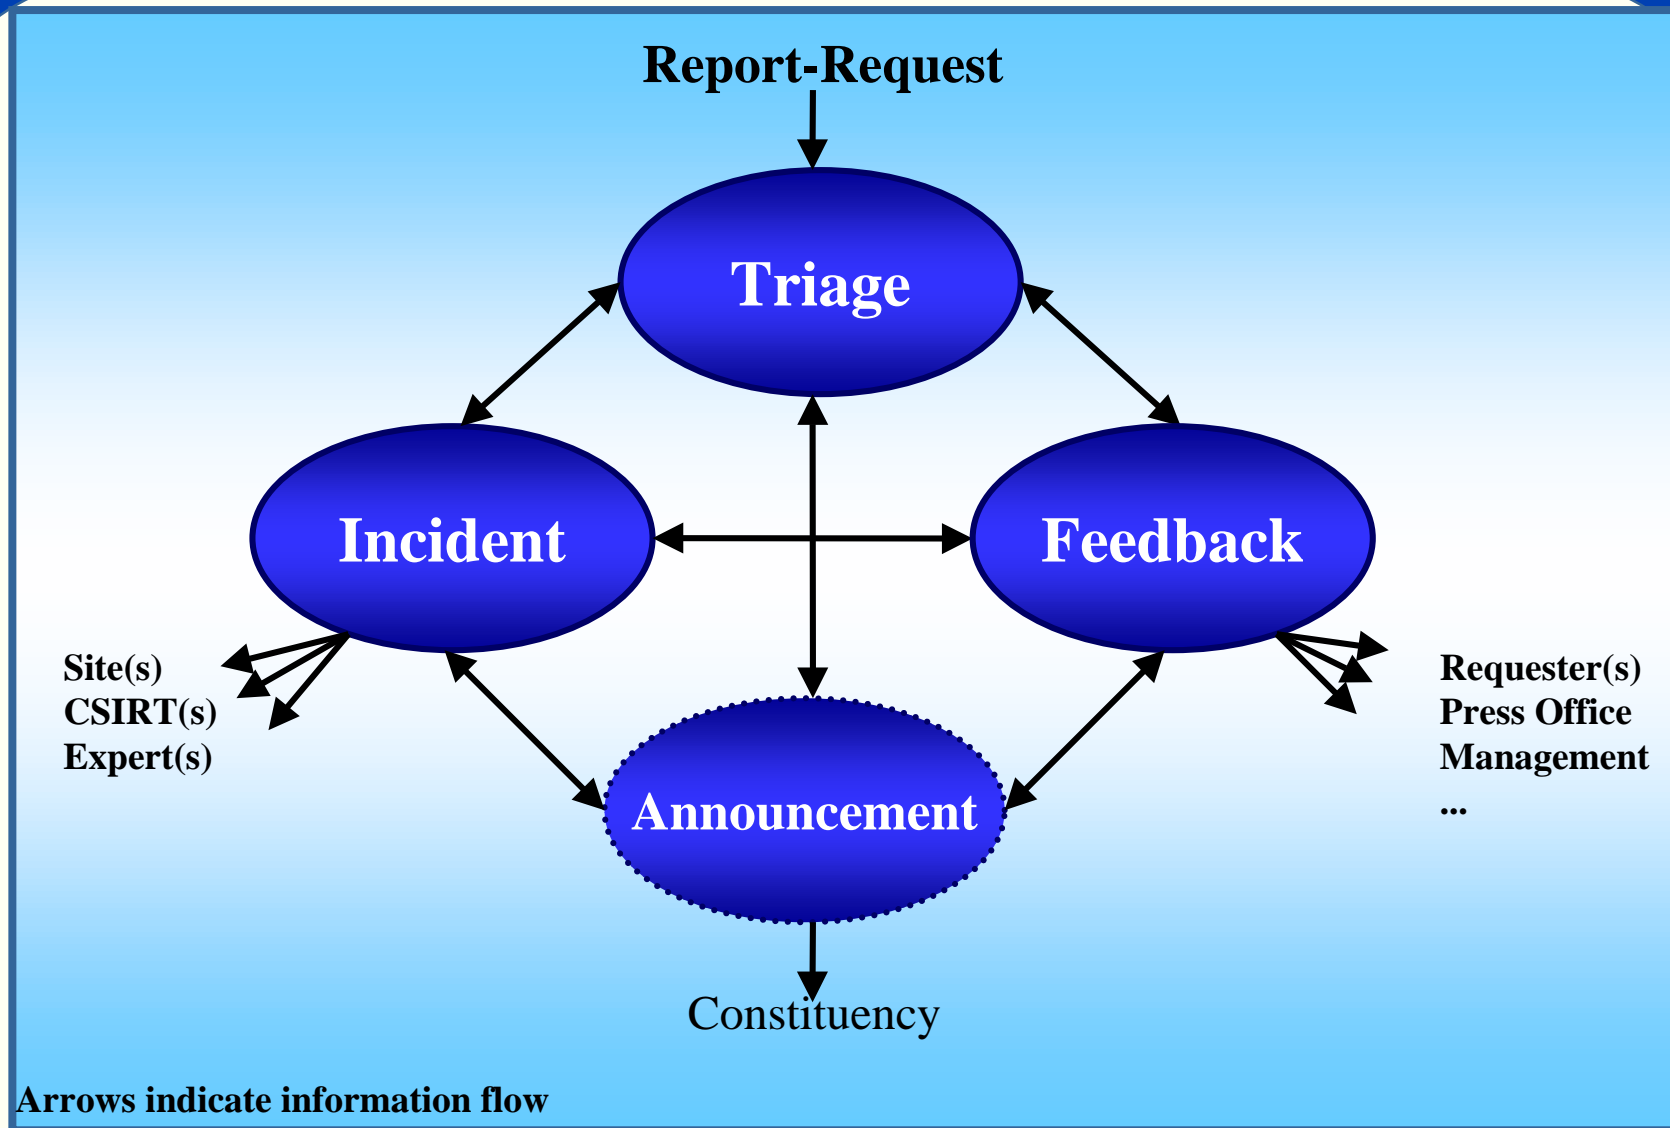 Report-Request
Triage
Incident
Feedback
Site(s)
CSIRT(s)
Expert(s)
Requester(s)
Press Office
Management
...
Announcement
Constituency
Arrows indicate information flow